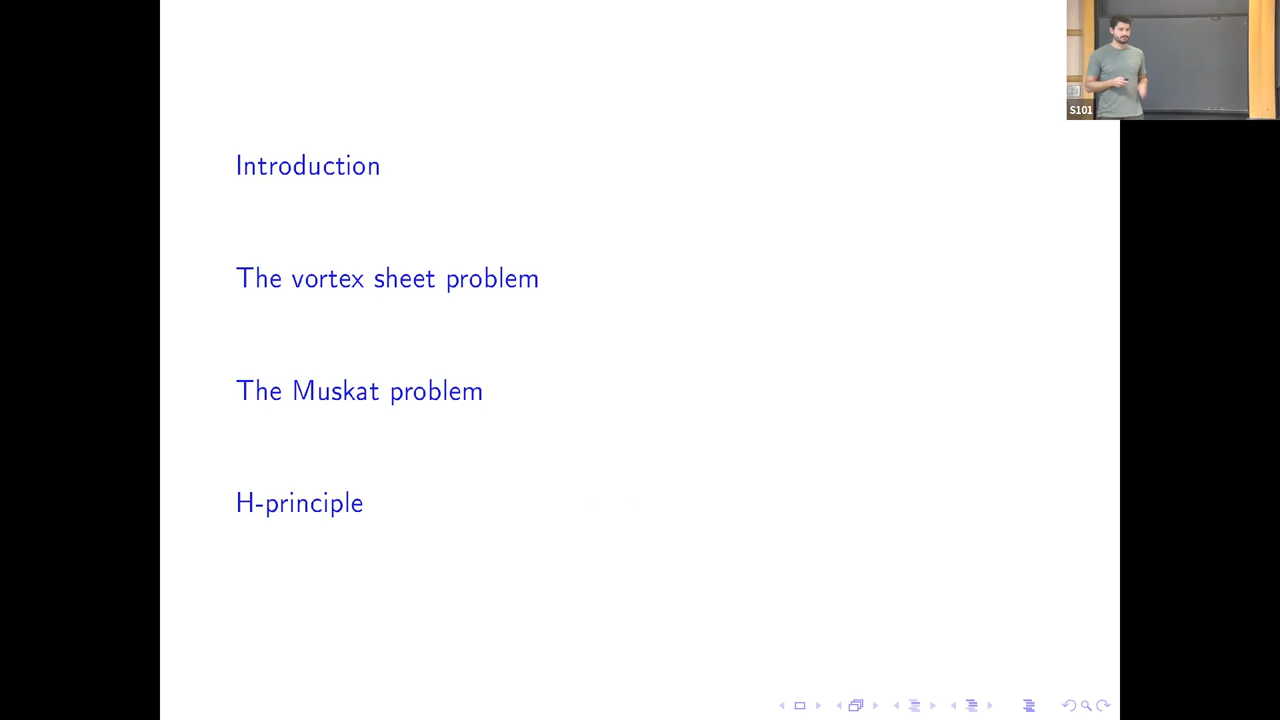 S101
Introduction
The vortex sheet problem
The Muskat problem
H-principle